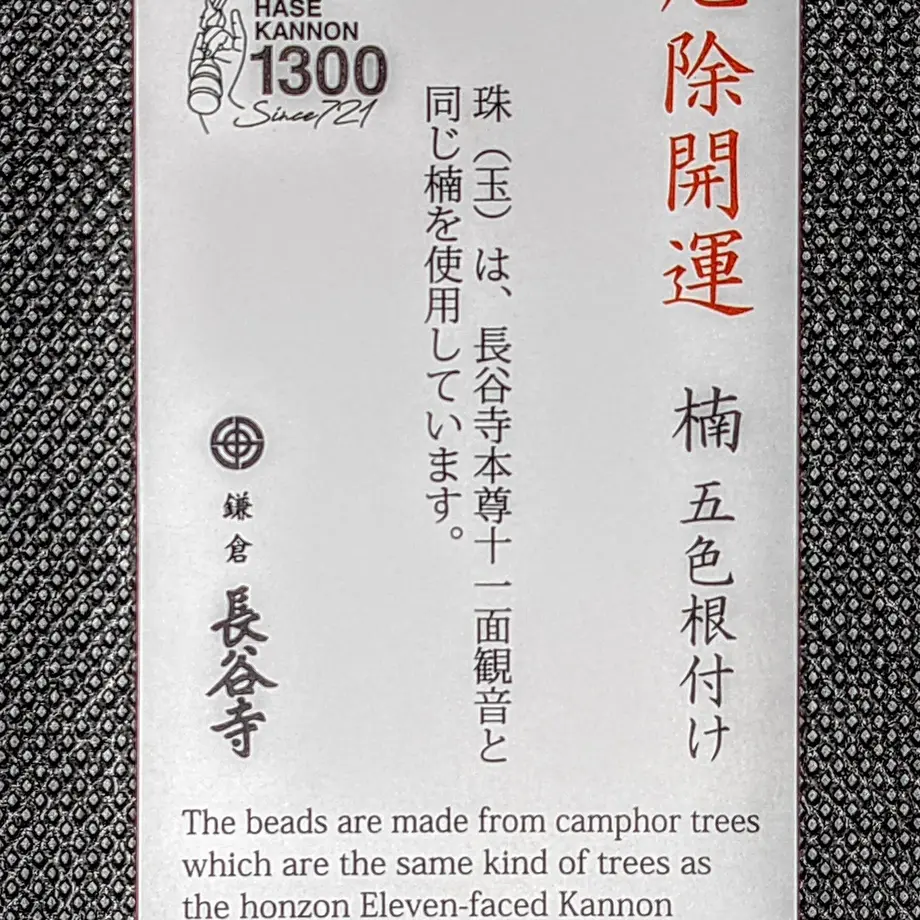 厄除開運 楠 五色根付け
珠（玉）は、長谷寺本尊十一面観音と
同じ楠を使用しています。
HASE
KANNON
1300
Since 721
鎌倉
長谷寺
The beads are made from camphor trees
which are the same kind of trees as
the honzon Eleven-faced Kannon